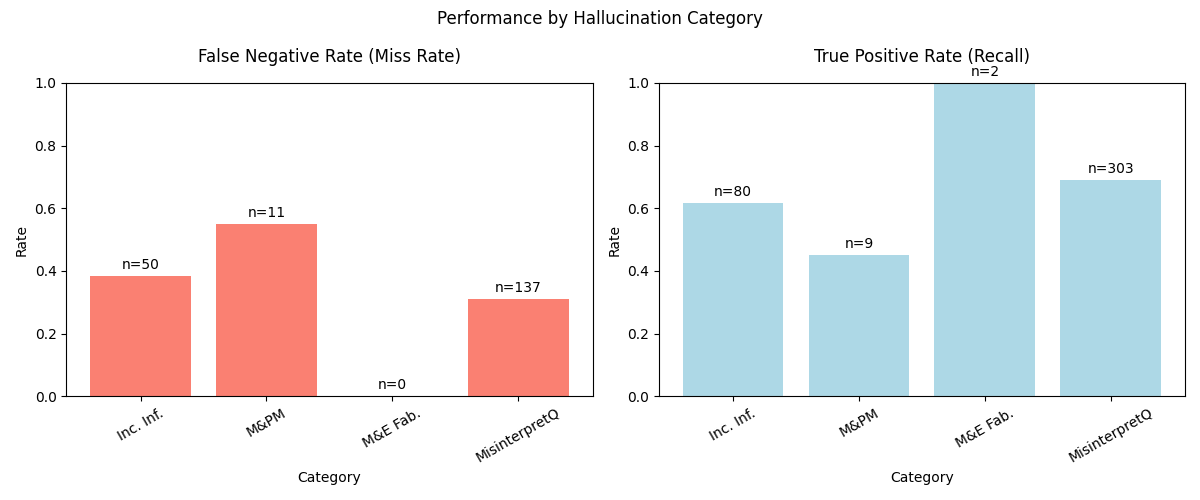 Performance by Hallucination Category
False Negative Rate (Miss Rate)
1.0
0.8
0.6
0.4
0.2
0.0
Rate
n=50
n=11
n=0
n=137
Inc. Inf.
M&PM
M&E Fab.
MisinterpretQ
Category
True Positive Rate (Recall)
1.0
0.8
0.6
0.4
0.2
0.0
Rate
n=80
n=9
n=2
n=303
Inc. Inf.
M&PM
M&E Fab.
MisinterpretQ
Category